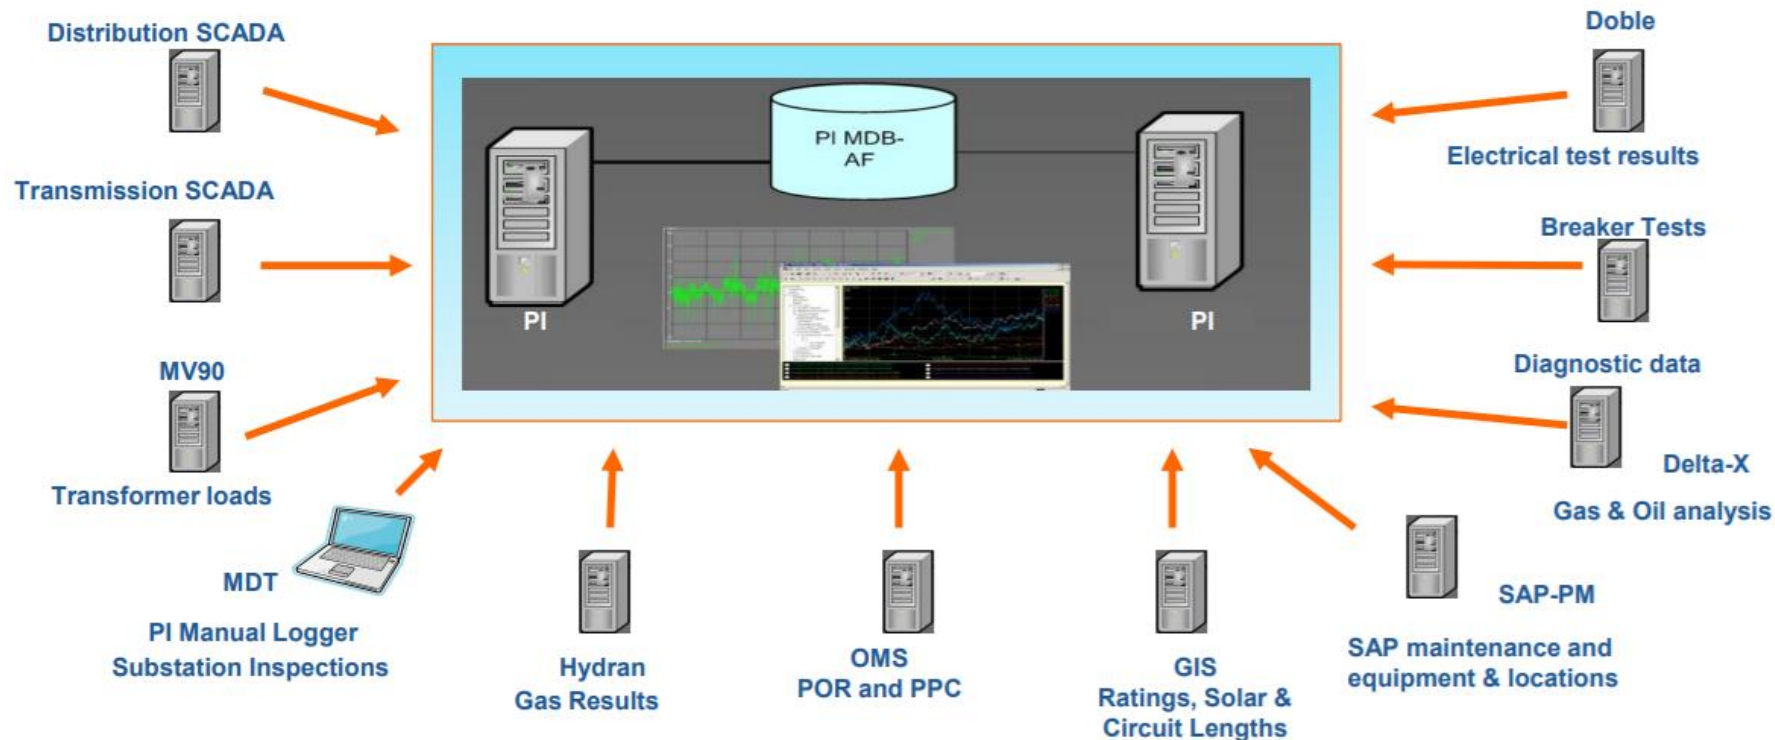 Distribution SCADA
Transmission SCADA
MV90
Transformer loads
MDT
PI Manual Logger
Substation Inspections
PI MDB-
AF
PI
PI
Hydran
Gas Results
OMS
POR and PPC
GIS
Ratings, Solar &
Circuit Lengths
Doble
Electrical test results
Breaker Tests
Diagnostic data
Delta-X
Gas & Oil analysis
SAP-PM
SAP maintenance and
equipment & locations